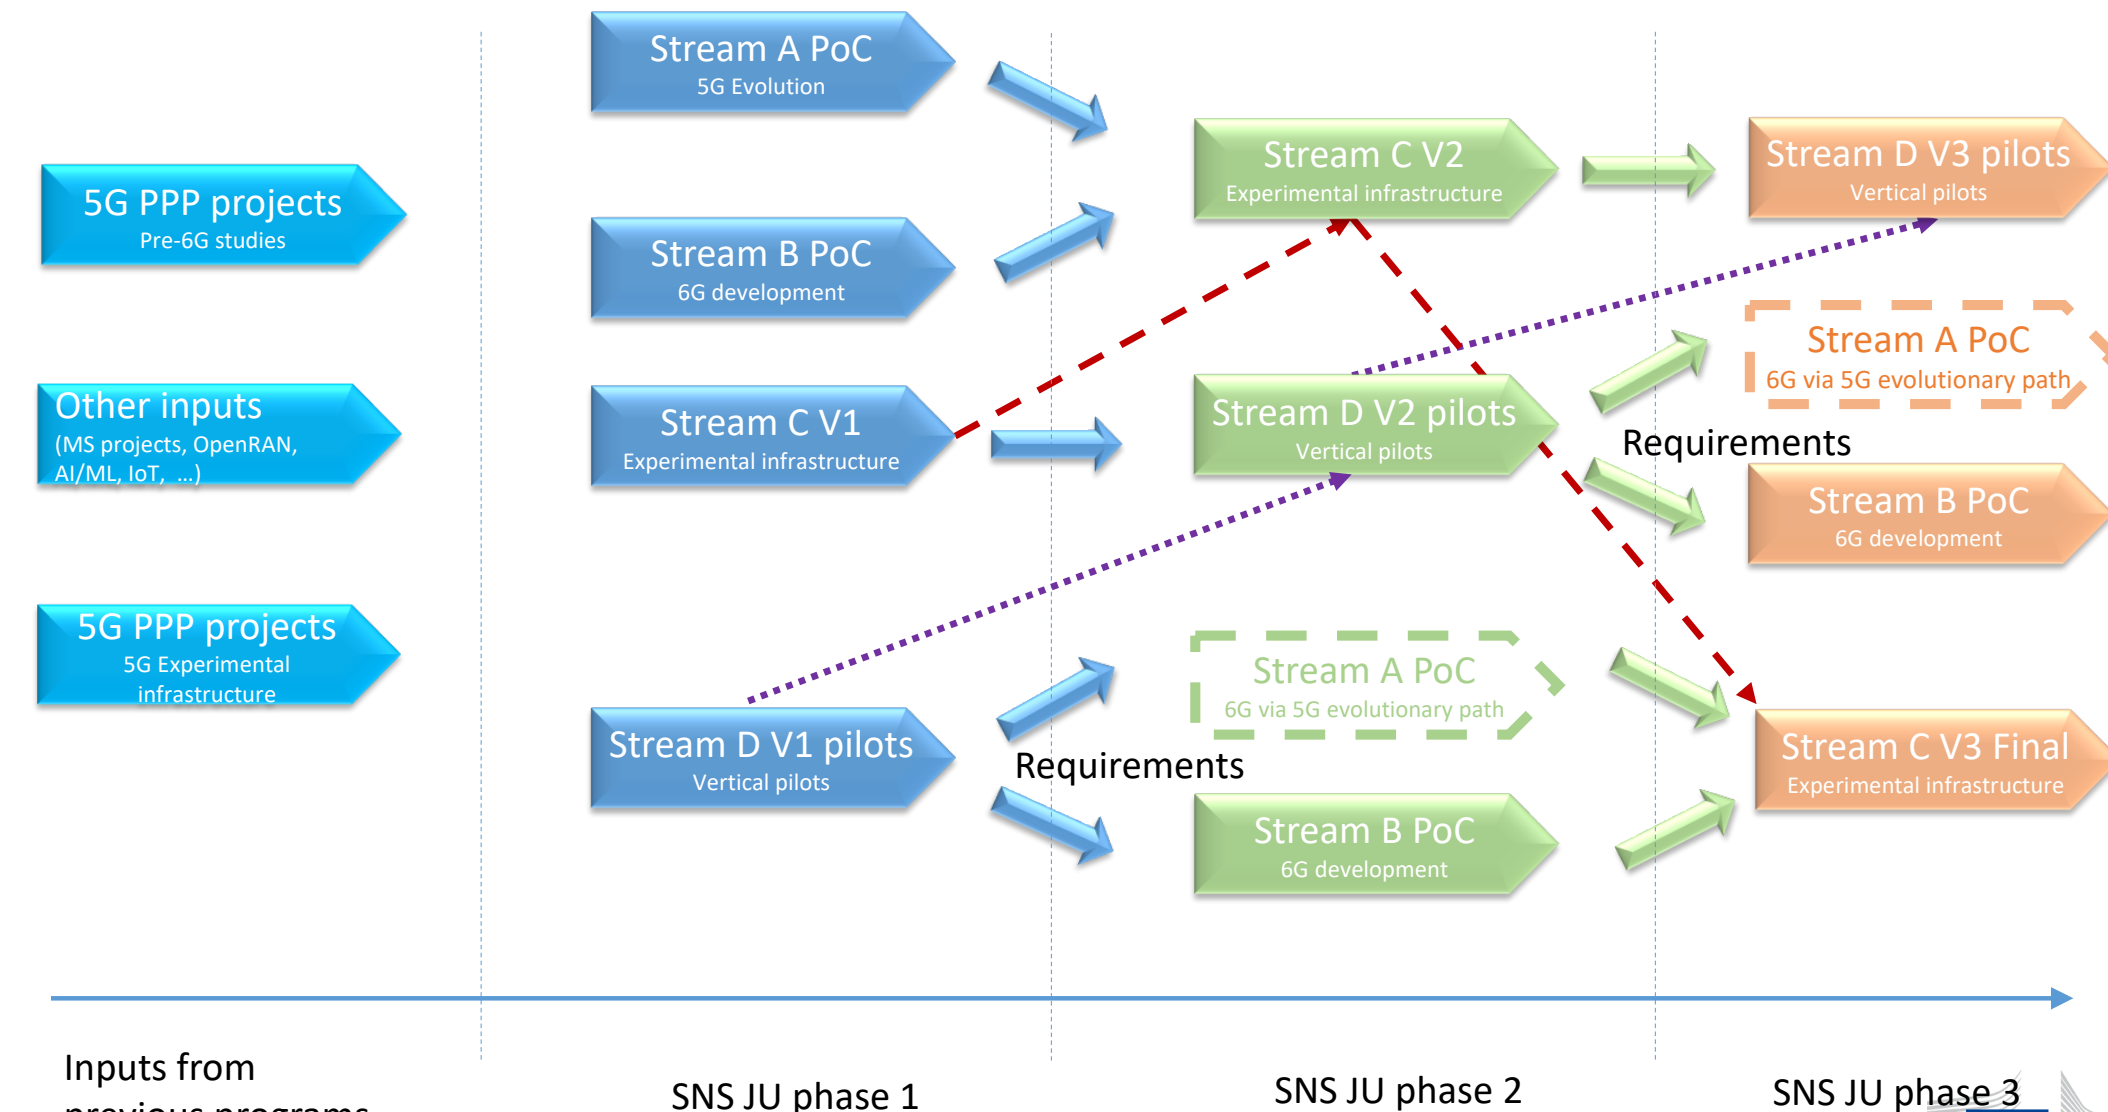 5G PPP projects
Pre-6G studies
Other inputs
(MS projects, OpenRAN,
AI/ML, IoT, ...)
5G PPP projects
5G Experimental
infrastructure
Stream A PoC
5G Evolution
Stream B PoC
6G development
Stream C V1
Experimental infrastructure
Stream D V1 pilots
Vertical pilots
Requirements
Stream C V2
Experimental infrastructure
Stream D V2 pilots
Vertical pilots
Stream A PoC
6G via 5G evolutionary path
Stream B PoC
6G development
Requirements
Stream D V3 pilots
Vertical pilots
Stream A PoC
6G via 5G evolutionary path
Stream B PoC
6G development
Stream C V3 Final
Experimental infrastructure
Inputs from
previous programs
SNS JU phase 1
SNS JU phase 2
SNS JU phase 3